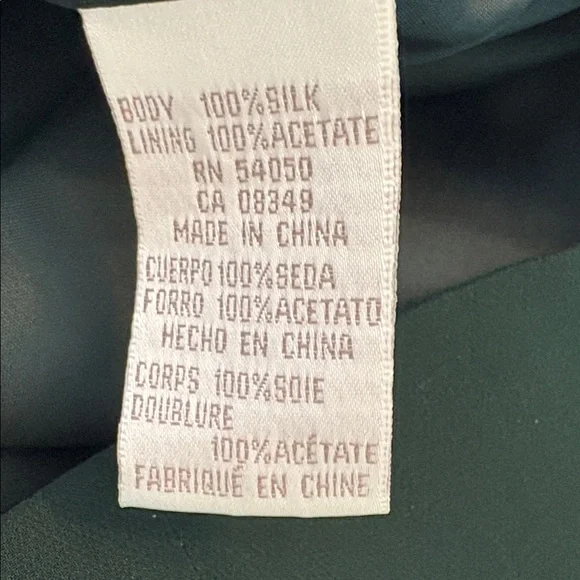 BODY 100%SILK
LINING 100%ACETATE
RN 54050
CA 08349
MADE IN CHINA
CUERPO 100%SEDA
FORRO 100%ACETATO
HECHO EN CHINA
CORPS 100%SOIE
DOUBLURE
100%ACÉTATE
FABRIQUÉ EN CHINE